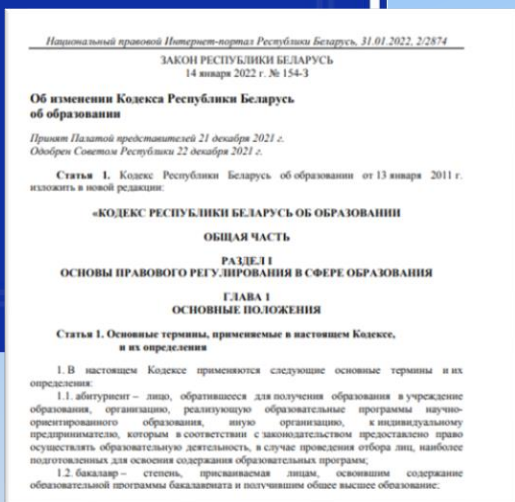 Национальный правовой Интернет-портал Республики Беларусь, 31.01.2022, 2/2874
ЗАКОН РЕСПУБЛИКИ БЕЛАРУСЬ
14 января 2022 г. № 154-З
Об изменении Кодекса Республики Беларусь
об образовании
Принят Палатой представителей 21 декабря 2021 г.
Одобрен Советом Республики 22 декабря 2021 г.
Статья 1. Кодекс Республики Беларусь об образовании от 13 января 2011 г.
изложить в новой редакции:
«КОДЕКС РЕСПУБЛИКИ БЕЛАРУСЬ ОБ ОБРАЗОВАНИИ
ОБЩАЯ ЧАСТЬ
РАЗДЕЛ I
ОСНОВЫ ПРАВОВОГО РЕГУЛИРОВАНИЯ В СФЕРЕ ОБРАЗОВАНИЯ
ГЛАВА 1
ОСНОВНЫЕ ПОЛОЖЕНИЯ
Статья 1. Основные термины, применяемые в настоящем Кодексе,
и их определения
1. В настоящем Кодексе применяются следующие основные термины и их
определения:
1.1. абитуриент – лицо, обратившееся для получения образования в учреждение
образования, организацию, реализующую образовательные программы научно-
ориентированного образования, иную организацию, к индивидуальному
предпринимателю, которым в соответствии с законодательством предоставлено право
осуществлять образовательную деятельность, в случае проведения отбора лиц, наиболее
подготовленных для освоения содержания образовательных программ;
1.2. бакалавр – степень, присваиваемая лицам, освоившим содержание
образовательной программы бакалавриата и получившим общее высшее образование;